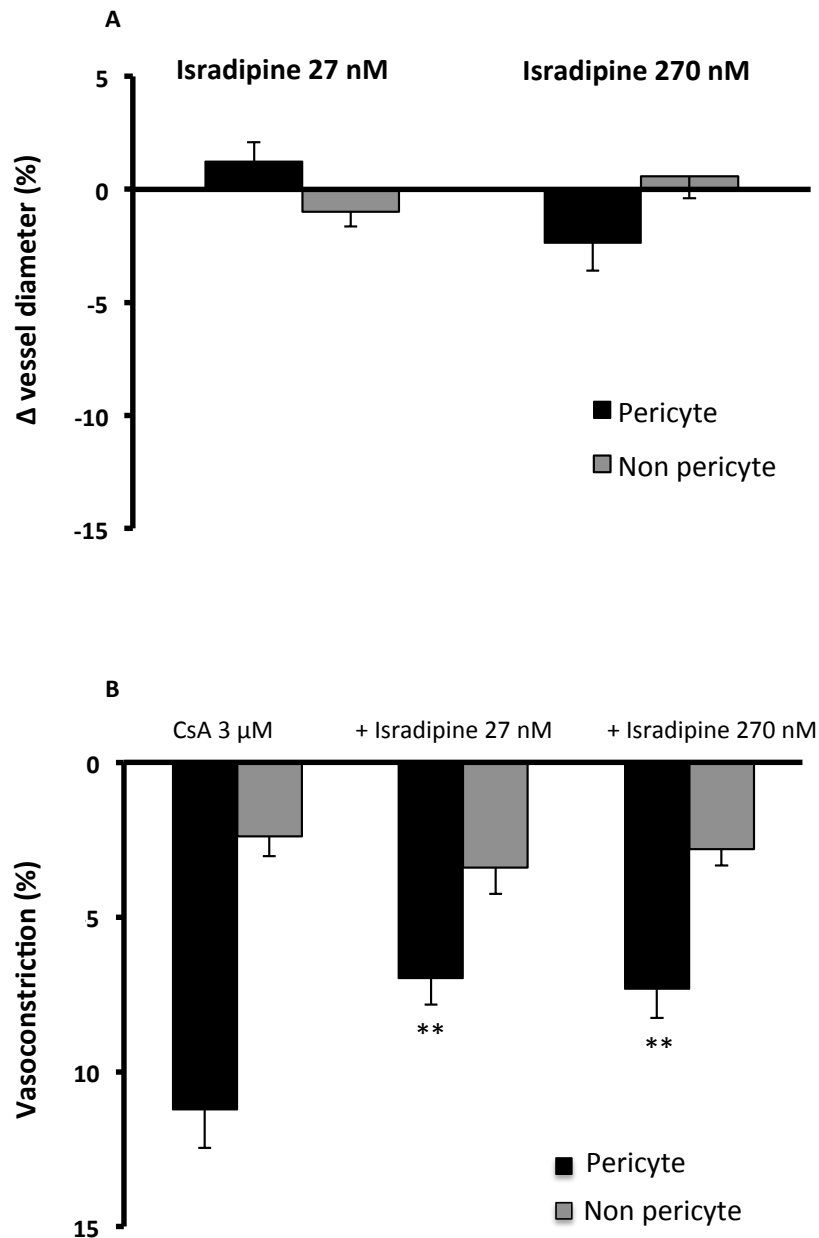 A
Isradipine 27 nM
Isradipine 270 nM
5
0
-5
-10
-15
Δ vessel diameter (%)
Pericyte
Non pericyte
B
CsA 3 μM
+ Isradipine 27 nM
+ Isradipine 270 nM
0
5
10
15
Vasoconstriction (%)
**
**
Pericyte
Non pericyte